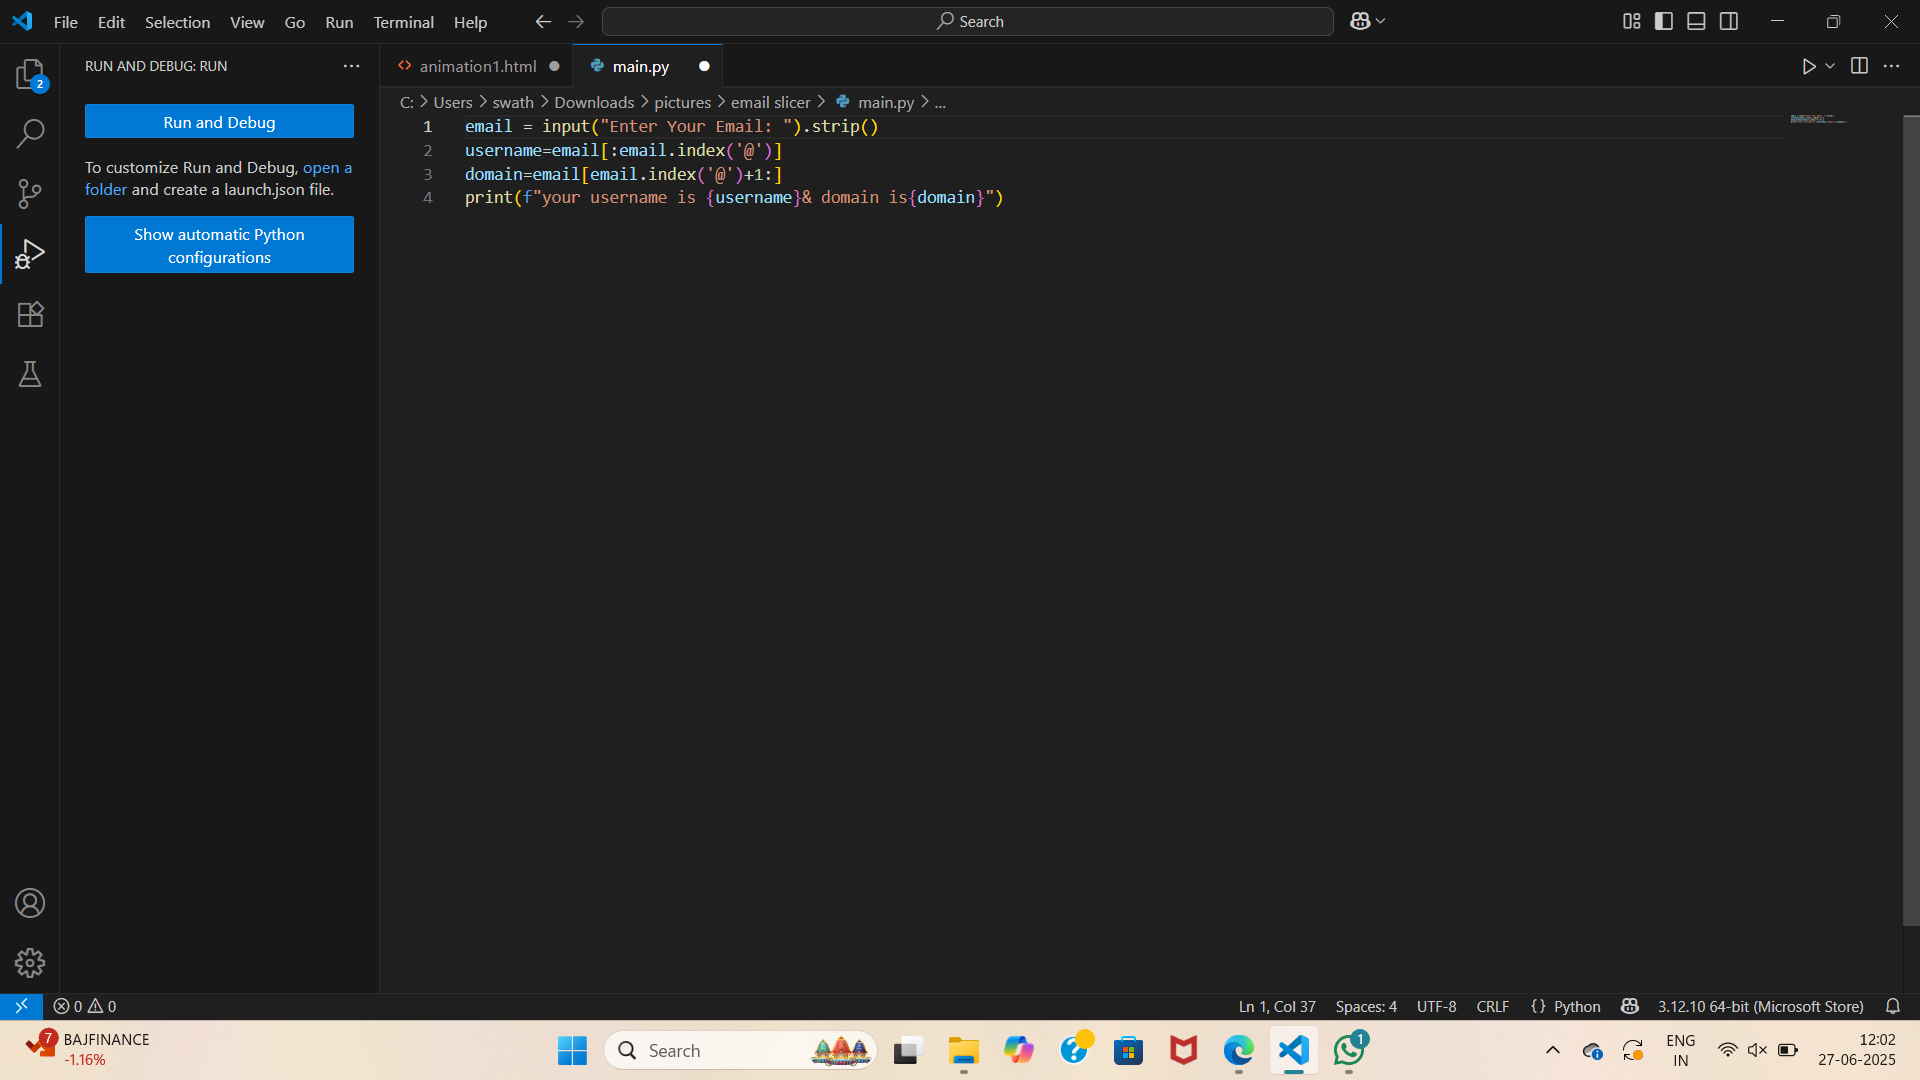 File Edit Selection View Go Run Terminal Help
Search
RUN AND DEBUG: RUN
animation1.html
main.py
2
Run and Debug
C: > Users > swath > Downloads > pictures > email slicer > main.py > ...
To customize Run and Debug, open a
folder and create a launch.json file.
Show automatic Python
configurations
1 email = input("Enter Your Email: ").strip()
2 username=email[:email.index('@')]
3 domain=email[email.index('@')+1:]
4 print(f"your username is {username}& domain is{domain}")
0 0
Ln 1, Col 37
Spaces: 4
UTF-8
CRLF
{ } Python
3.12.10 64-bit (Microsoft Store)
7
BAJFINANCE
-1.16%
Search
1
ENG
IN
12:02
27-06-2025